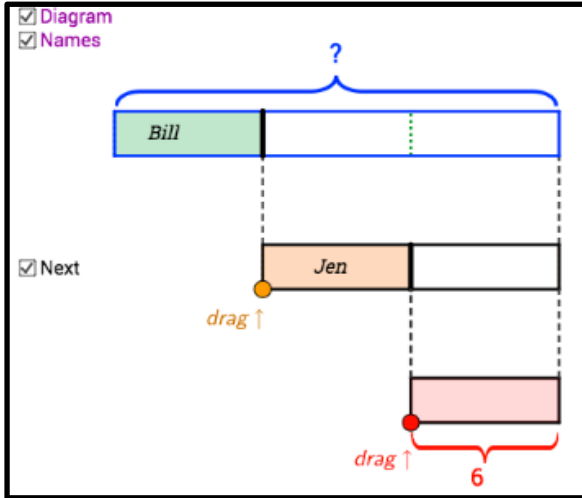 Diagram
Names
?
Bill
Next
Jen
drag ↑
drag ↑
6